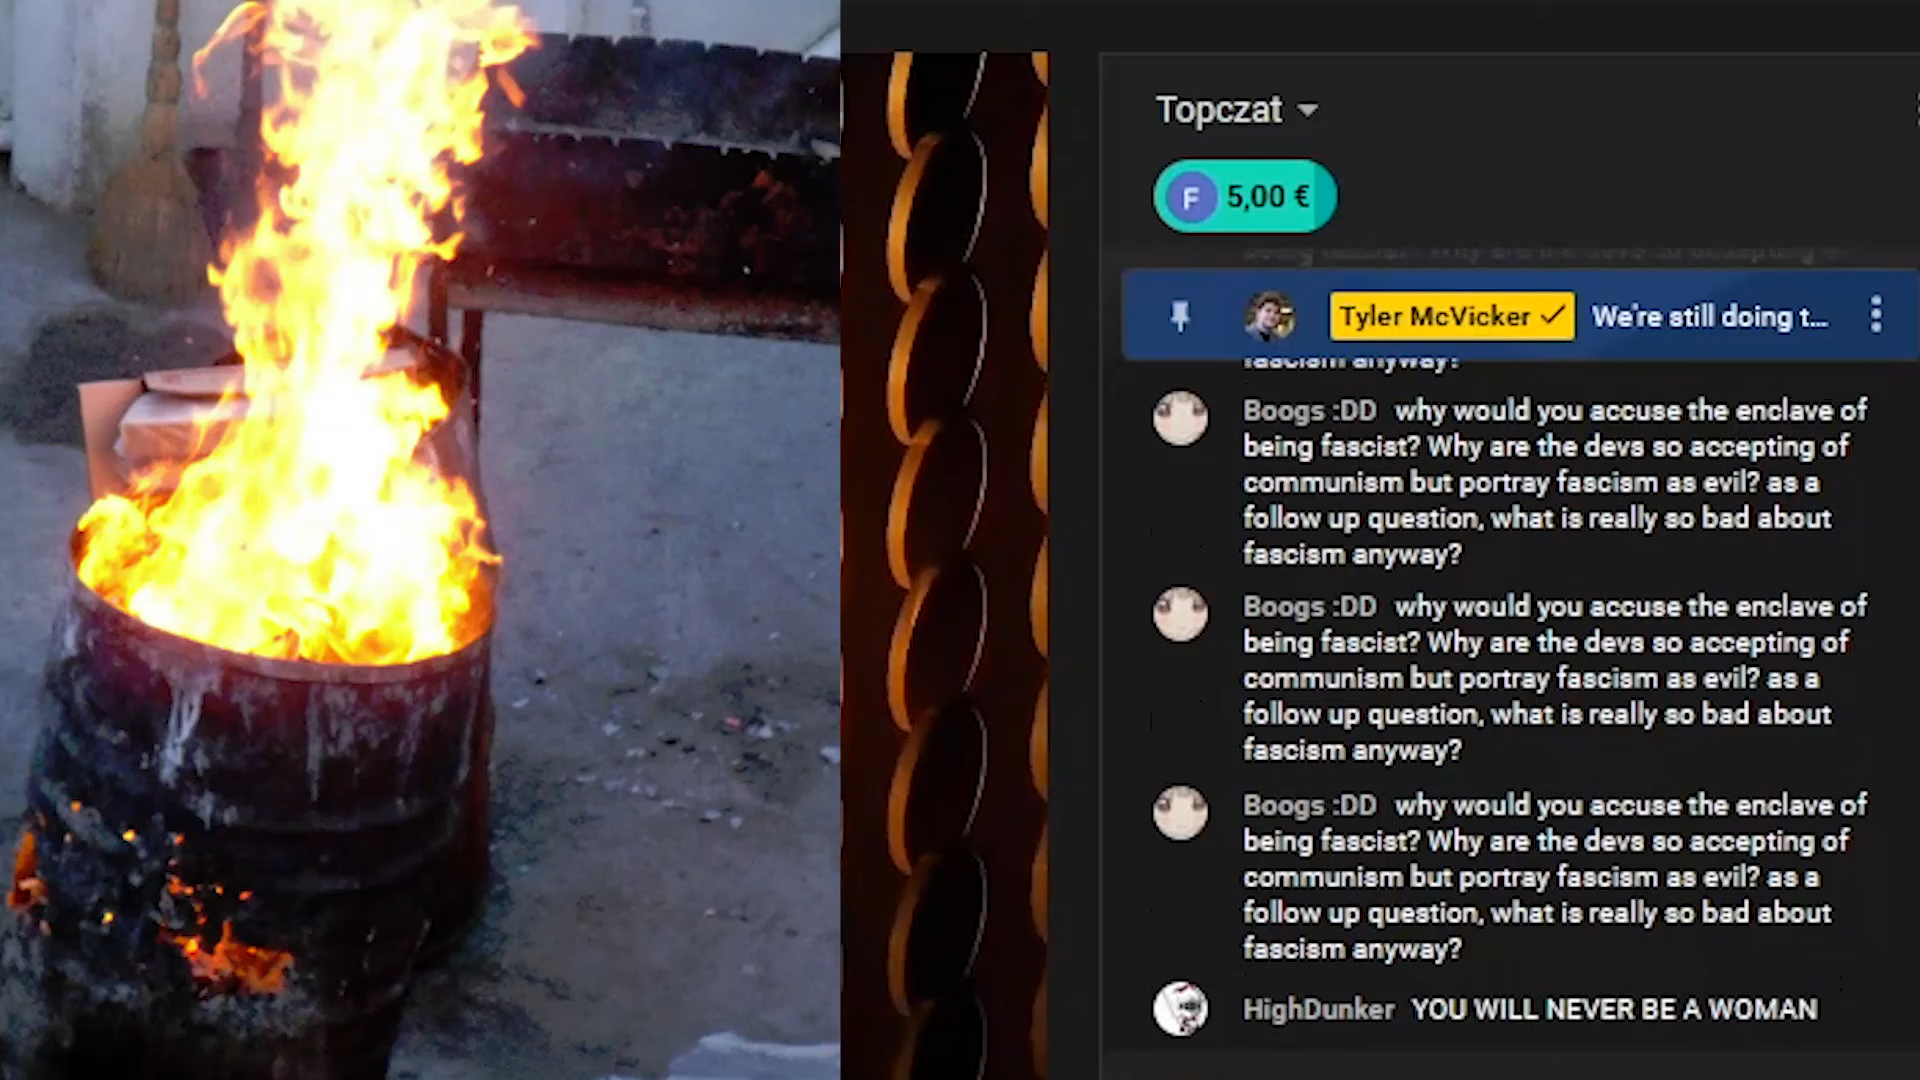 Topczat
F 5,00 €
Tyler McVicker ✓ We're still doing t...
fascism anyway?
Boogs :DD why would you accuse the enclave of
being fascist? Why are the devs so accepting of
communism but portray fascism as evil? as a
follow up question, what is really so bad about
fascism anyway?
Boogs :DD why would you accuse the enclave of
being fascist? Why are the devs so accepting of
communism but portray fascism as evil? as a
follow up question, what is really so bad about
fascism anyway?
Boogs :DD why would you accuse the enclave of
being fascist? Why are the devs so accepting of
communism but portray fascism as evil? as a
follow up question, what is really so bad about
fascism anyway?
HighDunker YOU WILL NEVER BE A WOMAN